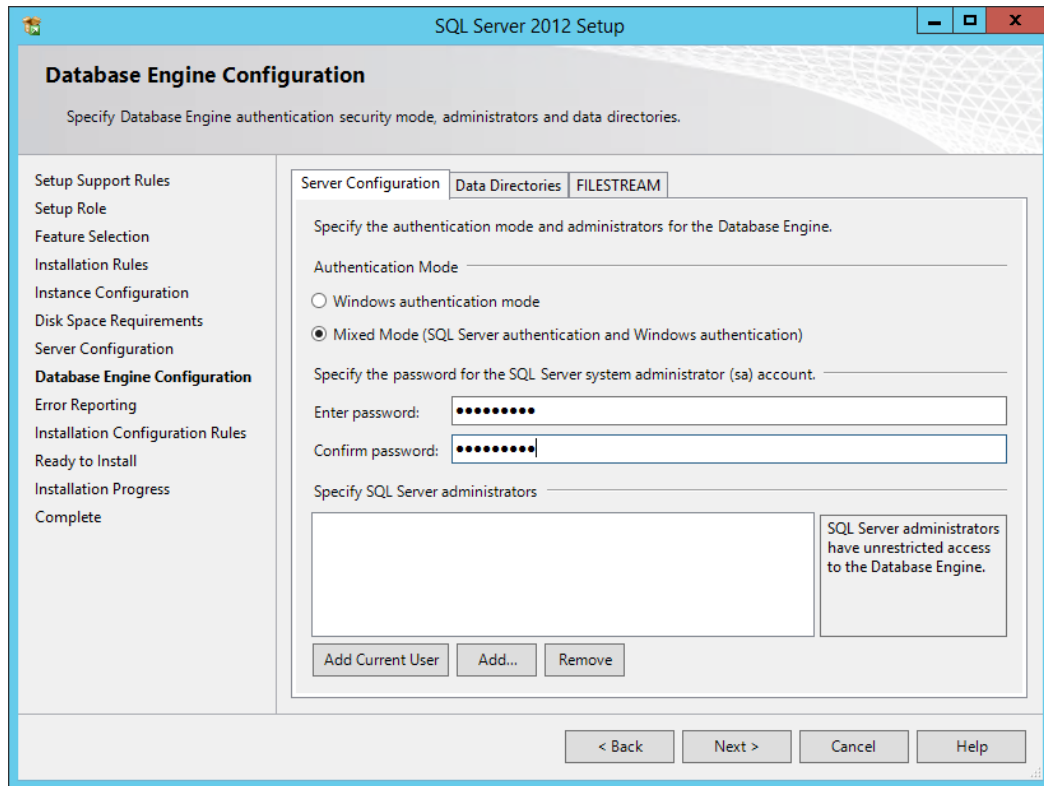 SQL Server 2012 Setup
Database Engine Configuration
Specify Database Engine authentication security mode, administrators and data directories.
Setup Support Rules
Setup Role
Feature Selection
Installation Rules
Instance Configuration
Disk Space Requirements
Server Configuration
Database Engine Configuration
Error Reporting
Installation Configuration Rules
Ready to Install
Installation Progress
Complete
Server Configuration
Data Directories
FILESTREAM
Specify the authentication mode and administrators for the Database Engine.
Authentication Mode
Windows authentication mode
Mixed Mode (SQL Server authentication and Windows authentication)
Specify the password for the SQL Server system administrator (sa) account.
Enter password: ●●●●●●●●●
Confirm password: ●●●●●●●●●
Specify SQL Server administrators
SQL Server administrators
have unrestricted access
to the Database Engine.
Add Current User
Add...
Remove
< Back
Next >
Cancel
Help